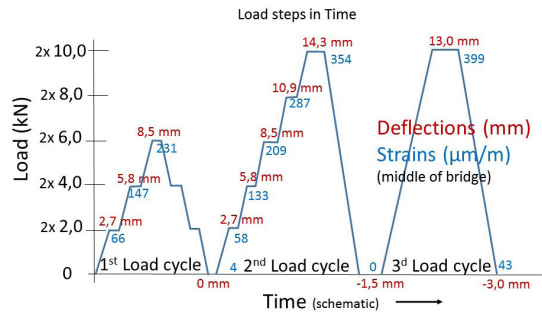 Load steps in Time
Load (kN)
2x 10,0
2x 8,0
2x 6,0
2x 4,0
2x 2,0
0
2,7 mm
66
5,8 mm
147
8,5 mm
231
1st Load cycle
0 mm
4
2,7 mm
58
5,8 mm
133
8,5 mm
209
10,9 mm
287
14,3 mm
354
2nd Load cycle
0
-1,5 mm
13,0 mm
399
3d Load cycle
43
-3,0 mm
Deflections (mm)
Strains (μm/m)
(middle of bridge)
Time (schematic)